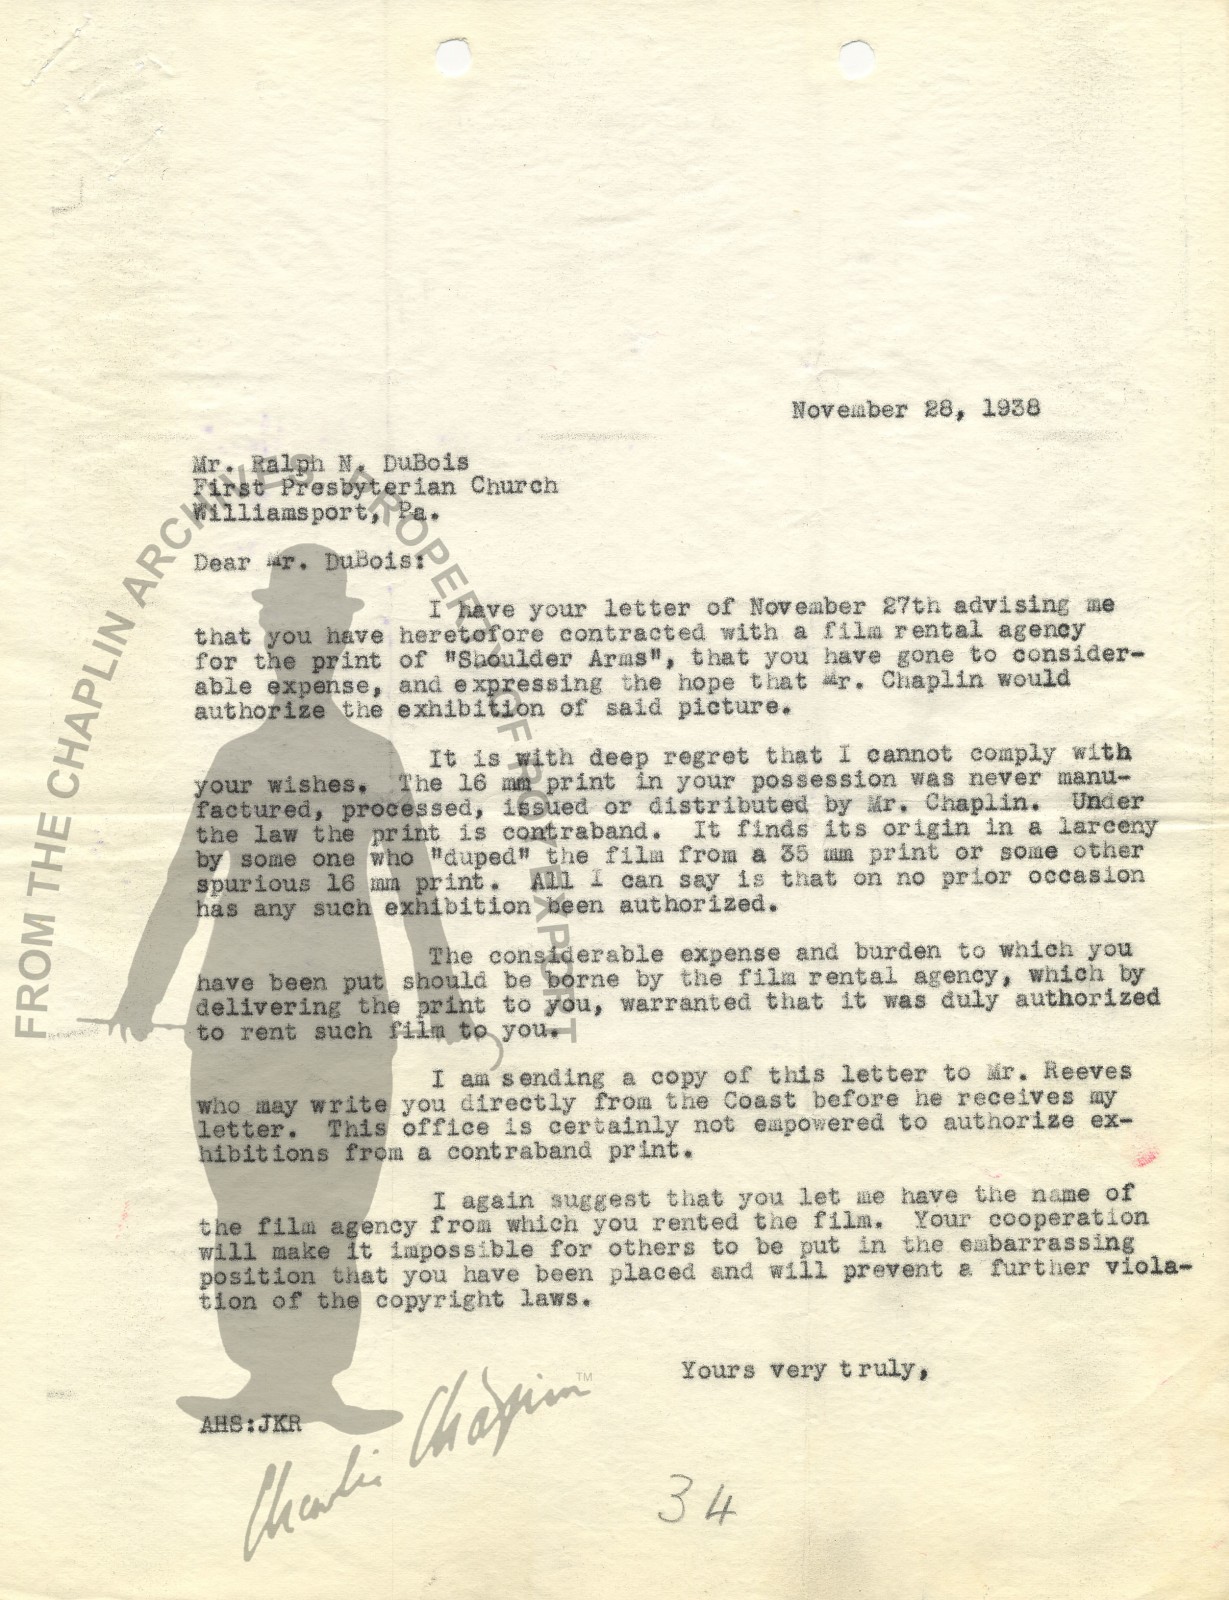 November 28, 1938
Mr. Ralph N. DuBois
First Presbyterian Church
Williamsport, Pa.
Dear Mr. DuBois:
I have your letter of November 27th advising me
that you have heretofore contracted with a film rental agency
for the print of "Shoulder Arms", that you have gone to consider-
able expense, and expressing the hope that Mr. Chaplin would
authorize the exhibition of said picture.
It is with deep regret that I cannot comply with
your wishes. The 16 mm print in your possession was never manu-
factured, processed, issued or distributed by Mr. Chaplin. Under
the law the print is contraband. It finds its origin in a larceny
by some one who "duped" the film from a 35 mm print or some other
spurious 16 mm print. All I can say is that on no prior occasion
has any such exhibition been authorized.
The considerable expense and burden to which you
have been put should be borne by the film rental agency, which by
delivering the print to you, warranted that it was duly authorized
to rent such film to you.
I am sending a copy of this letter to Mr. Reeves
who may write you directly from the Coast before he receives my
letter. This office is certainly not empowered to authorize ex-
hibitions from a contraband print.
I again suggest that you let me have the name of
the film agency from which you rented the film. Your cooperation
will make it impossible for others to be put in the embarrassing
position that you have been placed and will prevent a further viola-
tion of the copyright laws.
Yours very truly,
AHS:JKR
34
FROM THE CHAPLIN ARCHIVES PROPERTY OF ROY EXPORT
Charlie Chaplin TM